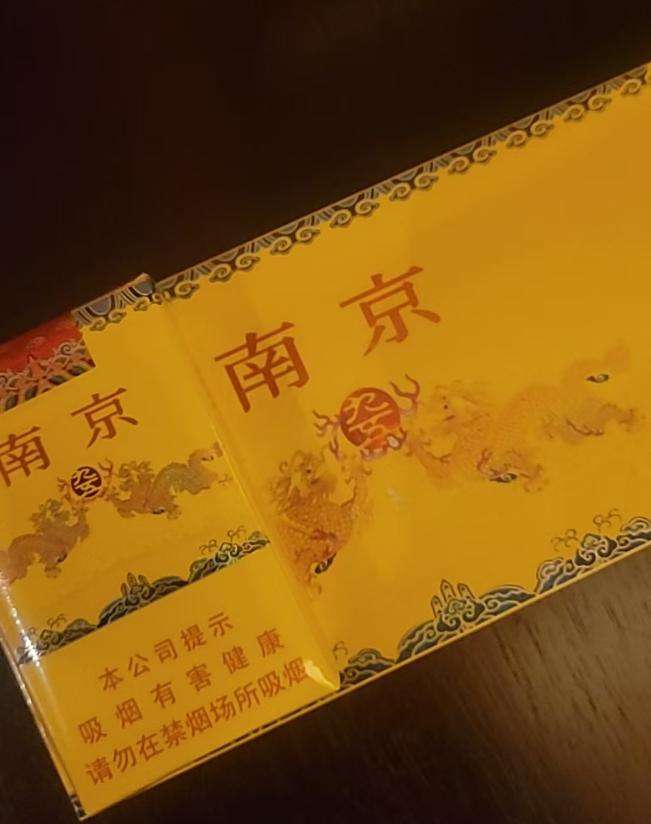 南京
南京
本公司提示
吸烟有害健康
请勿在禁烟场所吸烟